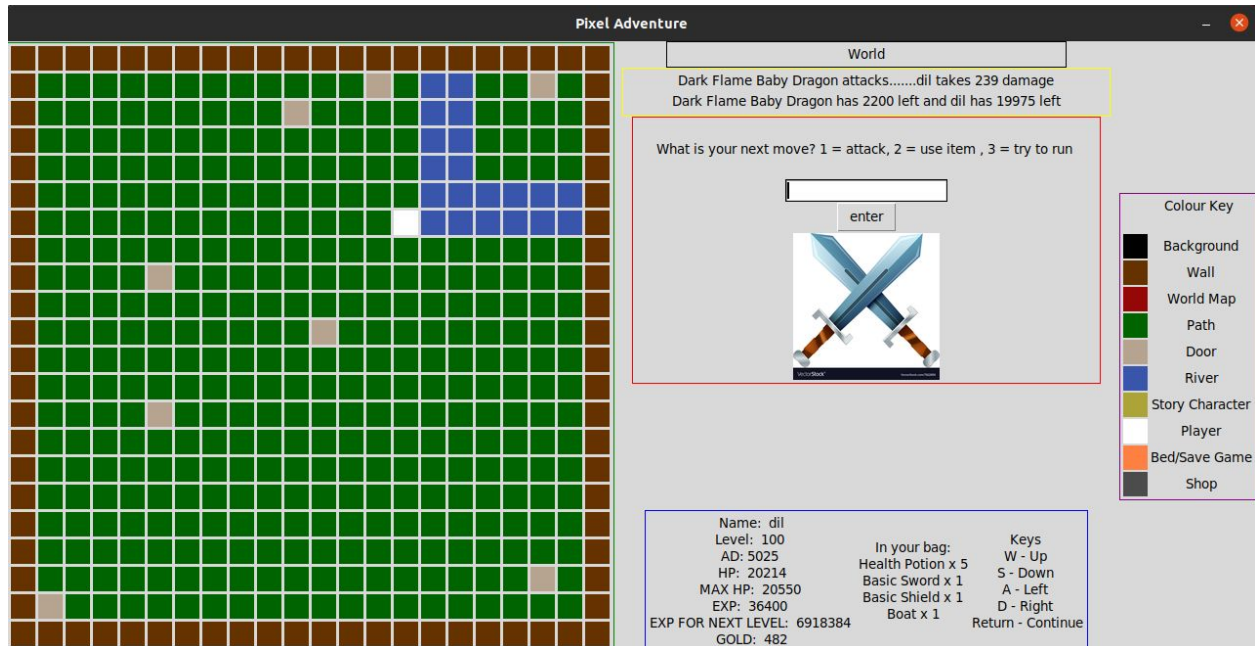 Pixel Adventure
World
Dark Flame Baby Dragon attacks.......dil takes 239 damage
Dark Flame Baby Dragon has 2200 left and dil has 19975 left
What is your next move? 1 = attack, 2 = use item , 3 = try to run
enter
VectorStock
Colour Key
Background
Wall
World Map
Path
Door
River
Story Character
Player
Bed/Save Game
Shop
Name: dil
Level: 100
AD: 5025
HP: 20214
MAX HP: 20550
EXP: 36400
EXP FOR NEXT LEVEL: 6918384
GOLD: 482
In your bag:
Health Potion x 5
Basic Sword x 1
Basic Shield x 1
Boat x 1
Keys
W - Up
S - Down
A - Left
D - Right
Return - Continue